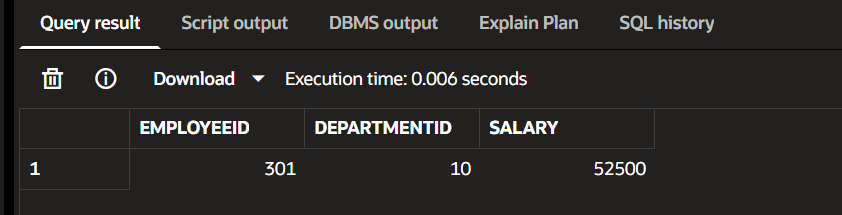 Query result Script output DBMS output Explain Plan SQL history
Download Execution time: 0.006 seconds
EMPLOYEEID DEPARTMENTID SALARY
1 301 10 52500